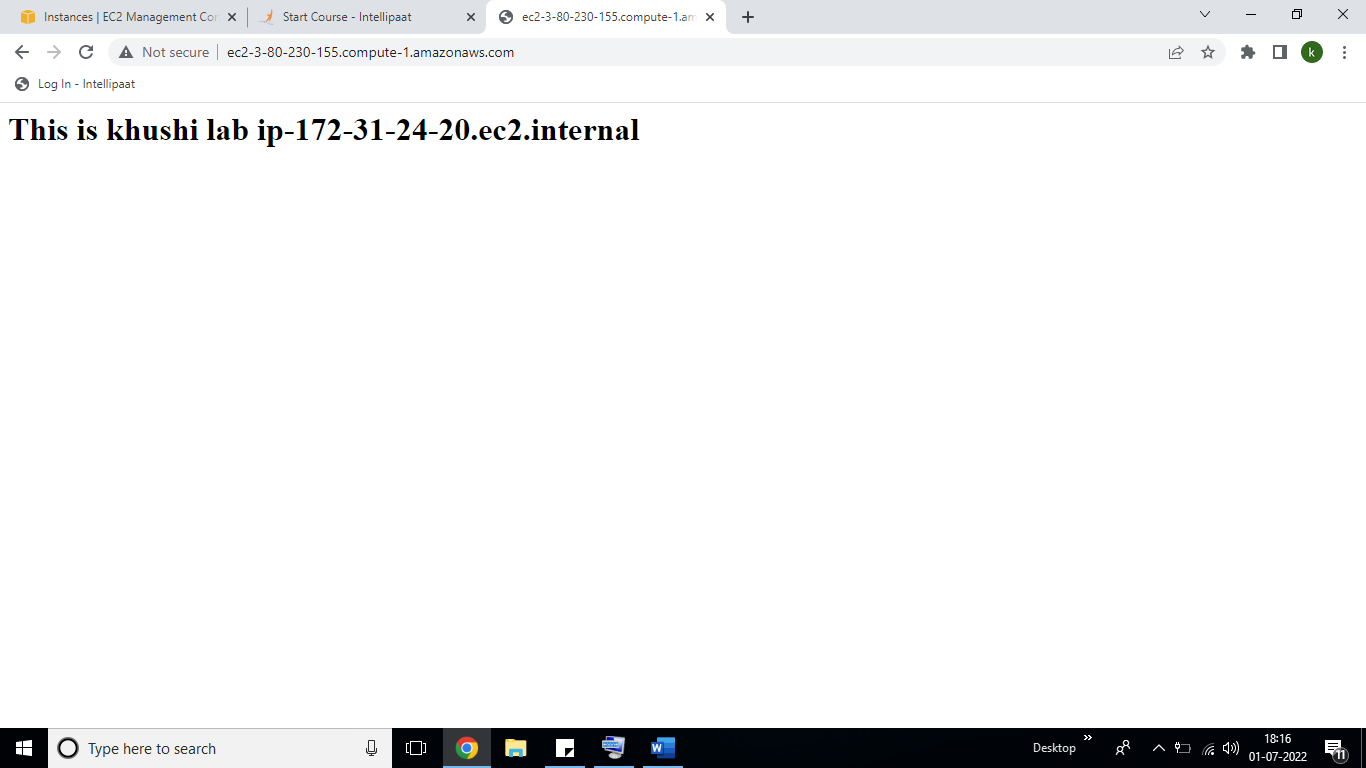 Instances | EC2 Management Con
Start Course - Intellipaat
ec2-3-80-230-155.compute-1.am
Not secure
ec2-3-80-230-155.compute-1.amazonaws.com
k
Log In - Intellipaat
This is khushi lab ip-172-31-24-20.ec2.internal
Type here to search
Desktop
18:16
01-07-2022
11